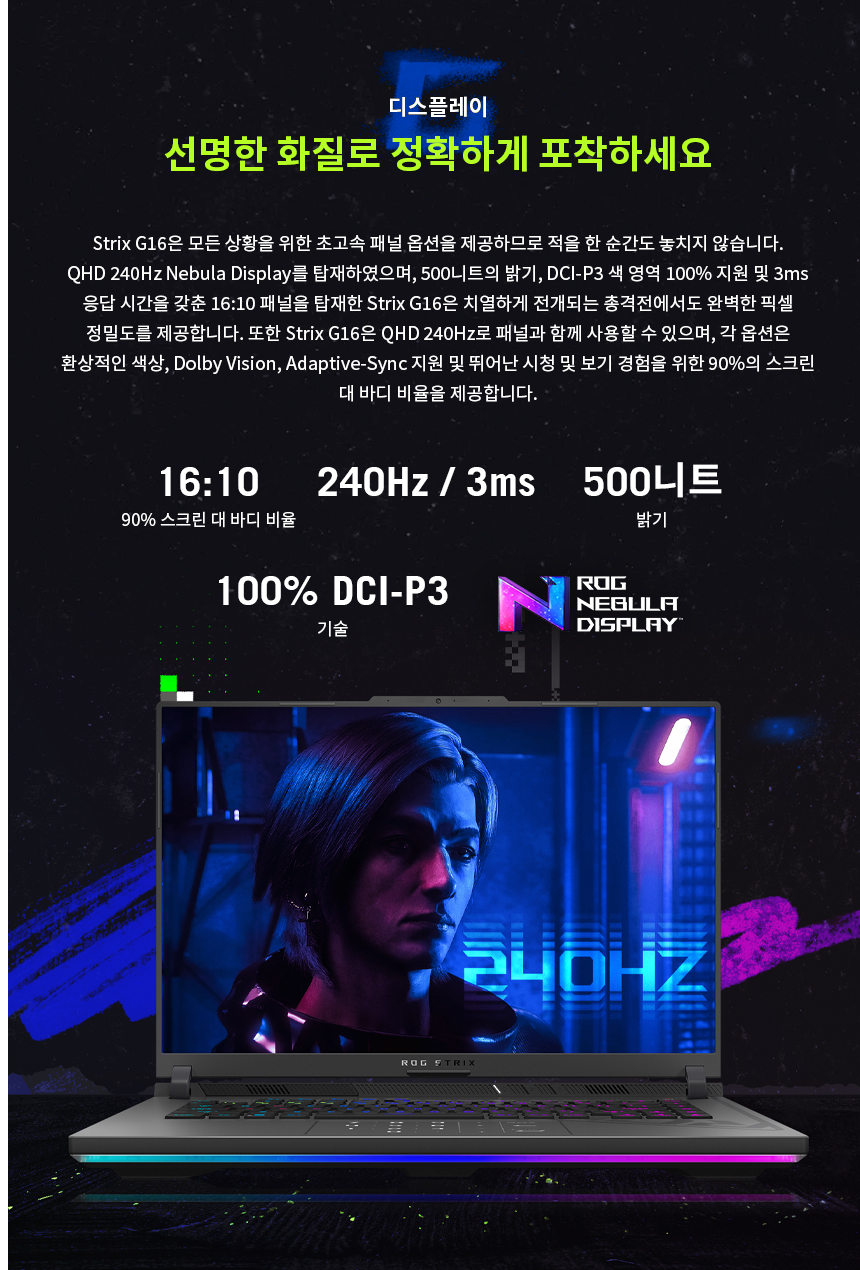 디스플레이
선명한 화질로 정확하게 포착하세요
Strix G16은 모든 상황을 위한 초고속 패널 옵션을 제공하므로 적을 한 순간도 놓치지 않습니다.
QHD 240Hz Nebula Display를 탑재하였으며, 500니트의 밝기, DCI-P3 색 영역 100% 지원 및 3ms
응답 시간을 갖춘 16:10 패널을 탑재한 Strix G16은 치열하게 전개되는 총격전에서도 완벽한 픽셀
정밀도를 제공합니다. 또한 Strix G16은 QHD 240Hz로 패널과 함께 사용할 수 있으며, 각 옵션은
환상적인 색상, Dolby Vision, Adaptive-Sync 지원 및 뛰어난 시청 및 보기 경험을 위한 90%의 스크린
대 바디 비율을 제공합니다.
16:10 240Hz / 3ms 500니트
90% 스크린 대 바디 비율 밝기
100% DCI-P3
기술
ROG
NEBULA
DISPLAY™
240HZ
ROG STRIX